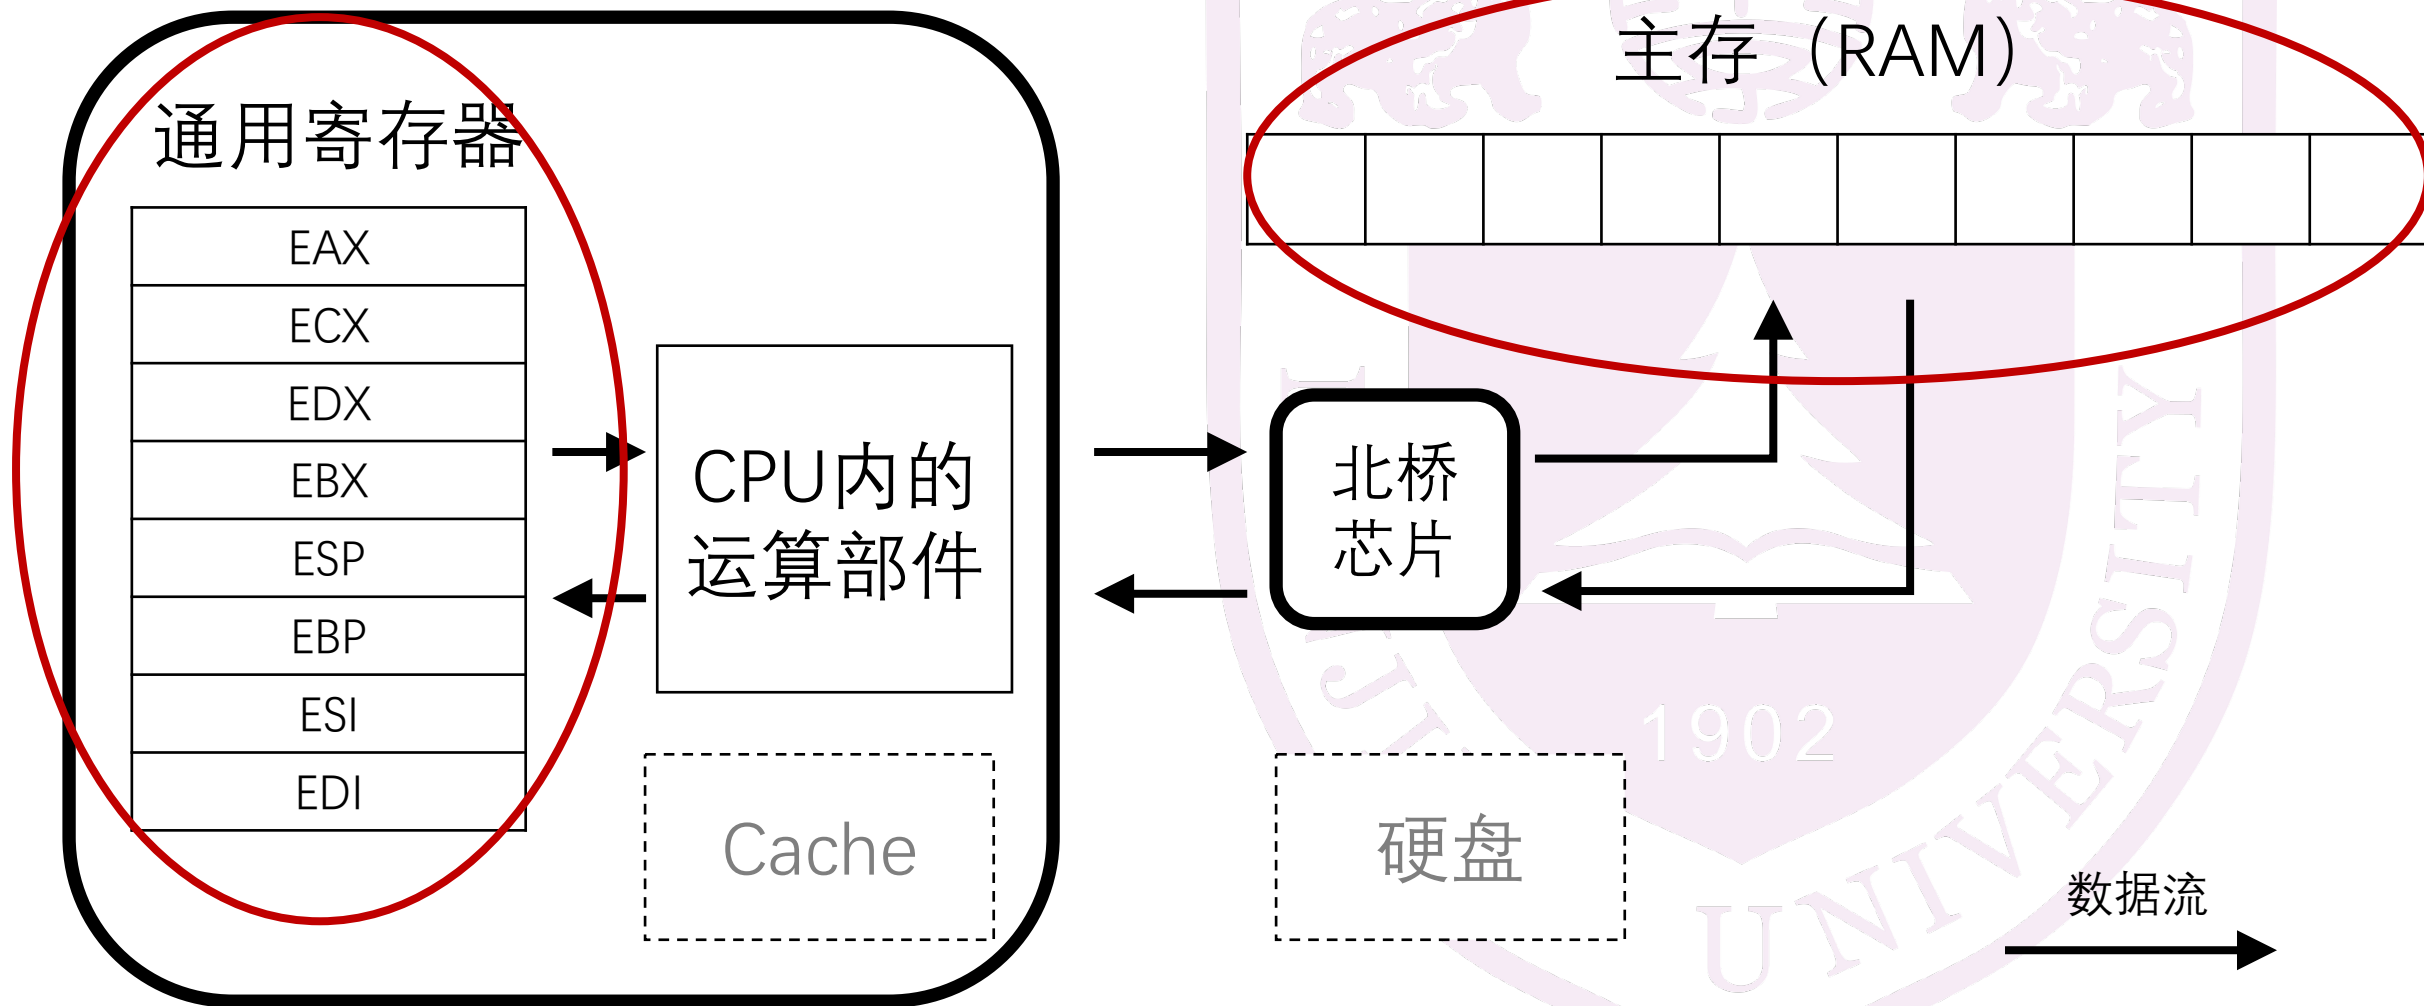 主存（RAM）
通用寄存器
EAX
ECX
EDX
EBX
ESP
EBP
ESI
EDI
CPU内的
运算部件
Cache
北桥
芯片
硬盘
数据流
1902
UNIVERSITY